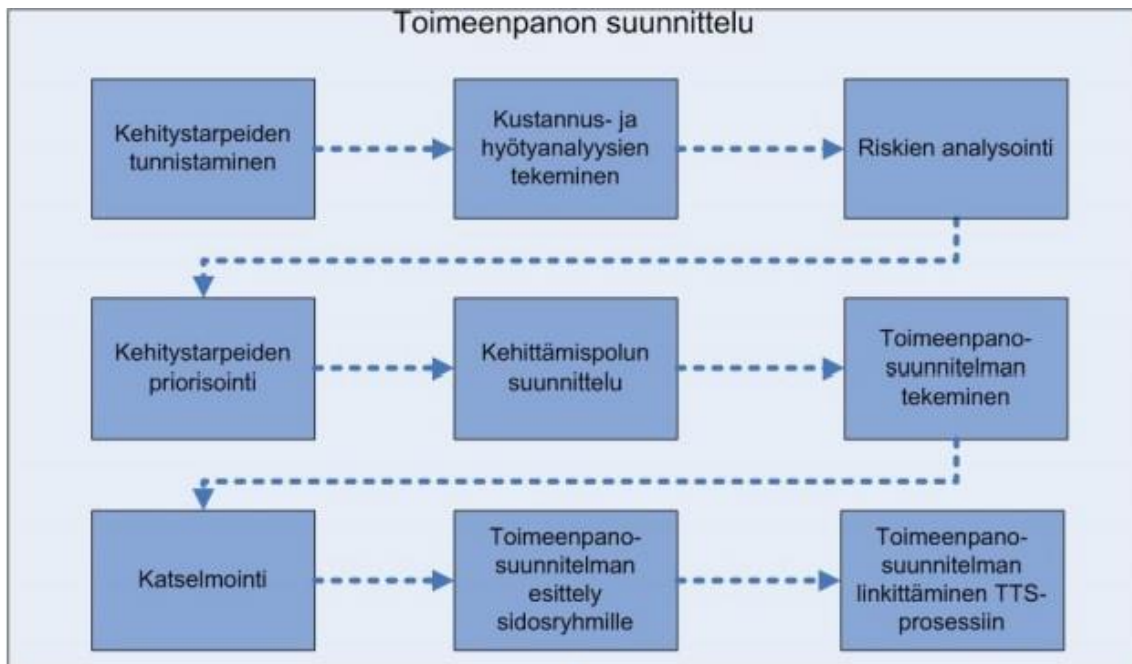 Toimeenpanon suunnittelu
Kehitystarpeiden
tunnistaminen
Kustannus- ja
hyötyanalyysien
tekeminen
Riskien analysointi
Kehitystarpeiden
priorisointi
Kehittämispolun
suunnittelu
Toimeenpano-
suunnitelman
tekeminen
Katselmointi
Toimeenpano-
suunnitelman
esittely
sidosryhmille
Toimeenpano-
suunnitelman
linkittäminen TTS-
prosessiin